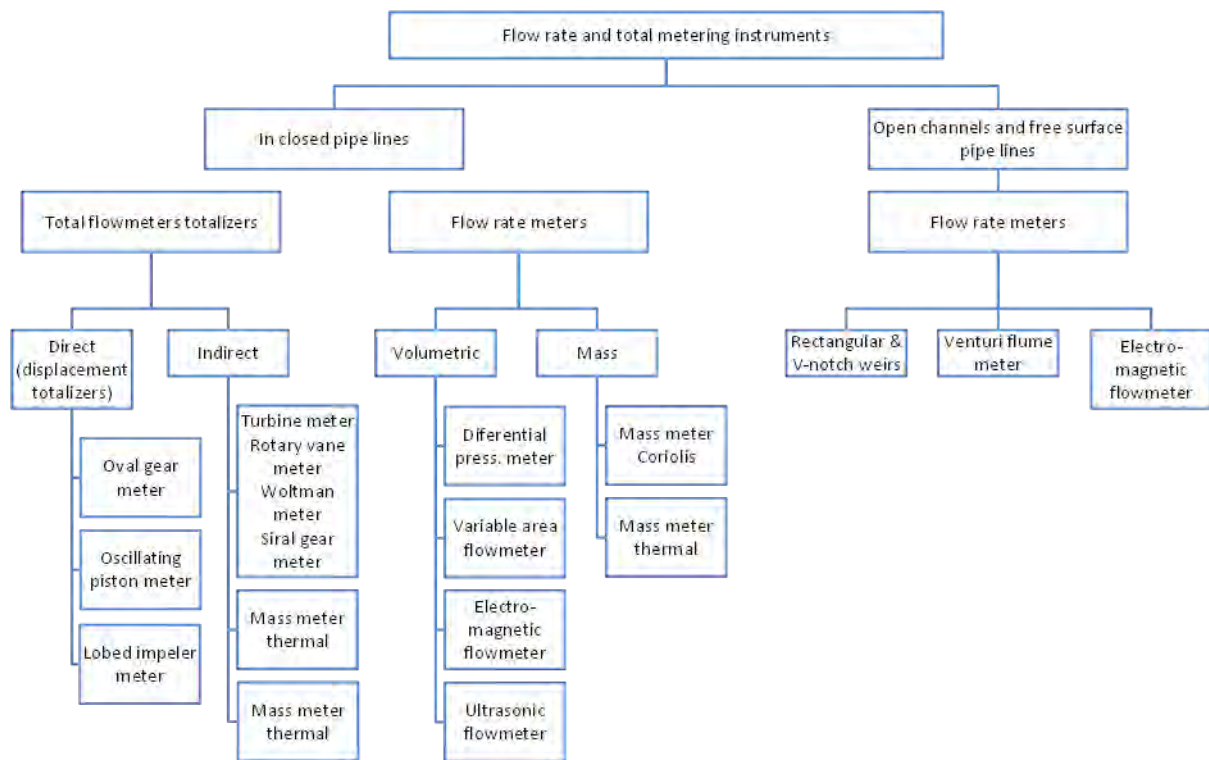 Flow rate and total metering instruments
In closed pipe lines
Open channels and free surface
pipe lines
Total flowmeters totalizers
Flow rate meters
Flow rate meters
Direct
(displacement
totalizers)
Indirect
Volumetric
Mass
Rectangular &
V-notch weirs
Venturi flume
meter
Electro-
magnetic
flowmeter
Oval gear
meter
Oscillating
piston meter
Lobed impeler
meter
Turbine meter
Rotary vane
meter
Woltman
meter
Siral gear
meter
Mass meter
thermal
Mass meter
thermal
Diferential
press. meter
Variable area
flowmeter
Electro-
magnetic
flowmeter
Ultrasonic
flowmeter
Mass meter
Coriolis
Mass meter
thermal